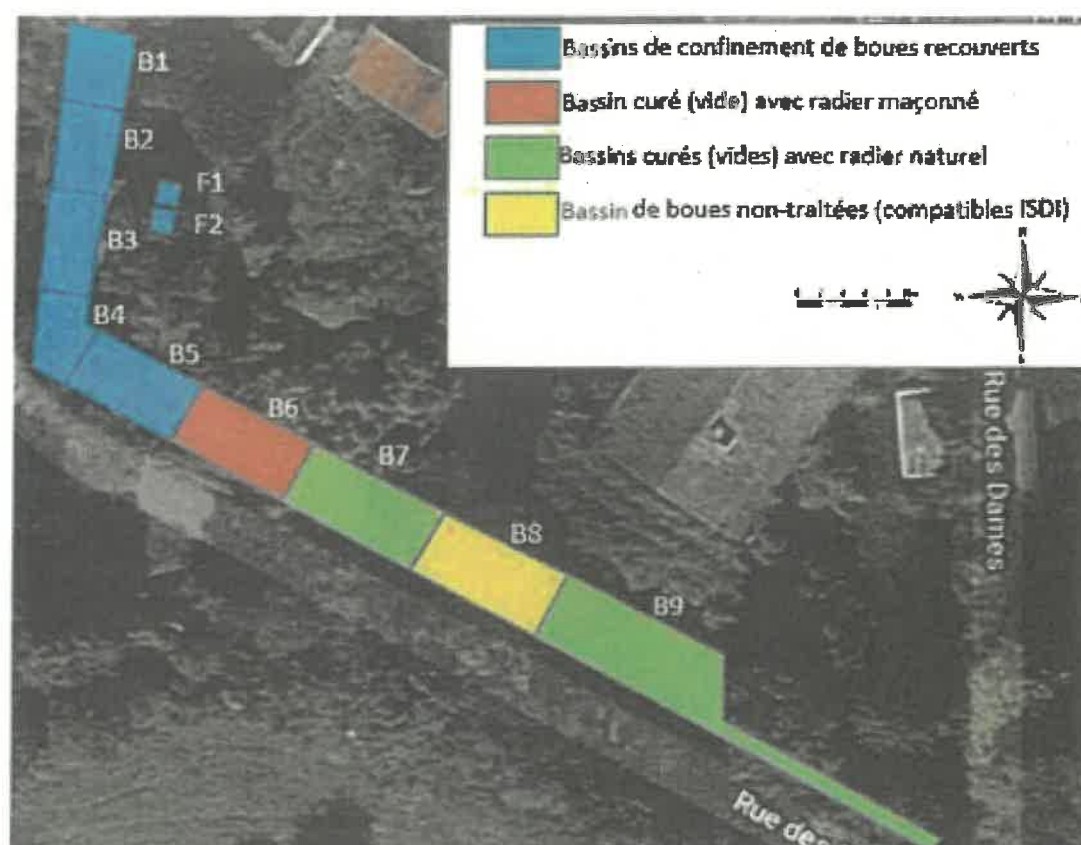 Bassins de confinement de boues recouverts
Bassin curé (vide) avec radier maçonné
Bassins curés (vides) avec radier naturel
Bassin de boues non-traitées (compatibles ISDI)
B1
B2
F1
F2
B3
B4
B5
B6
B7
B8
B9
Rue des Dames
Rue des